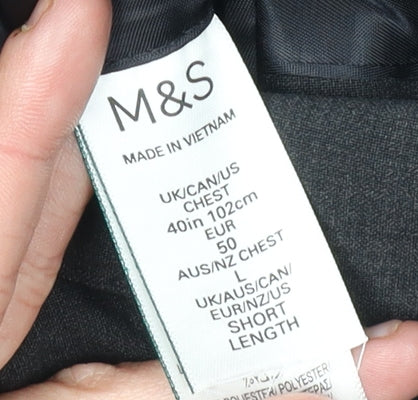 M&S
MADE IN VIETNAM
UK/CAN/US
CHEST
40in 102cm
EUR
50
AUS/NZ CHEST
L
UK/AUS/CAN/
EUR/NZ/US
SHORT
LENGTH
POLYESTER